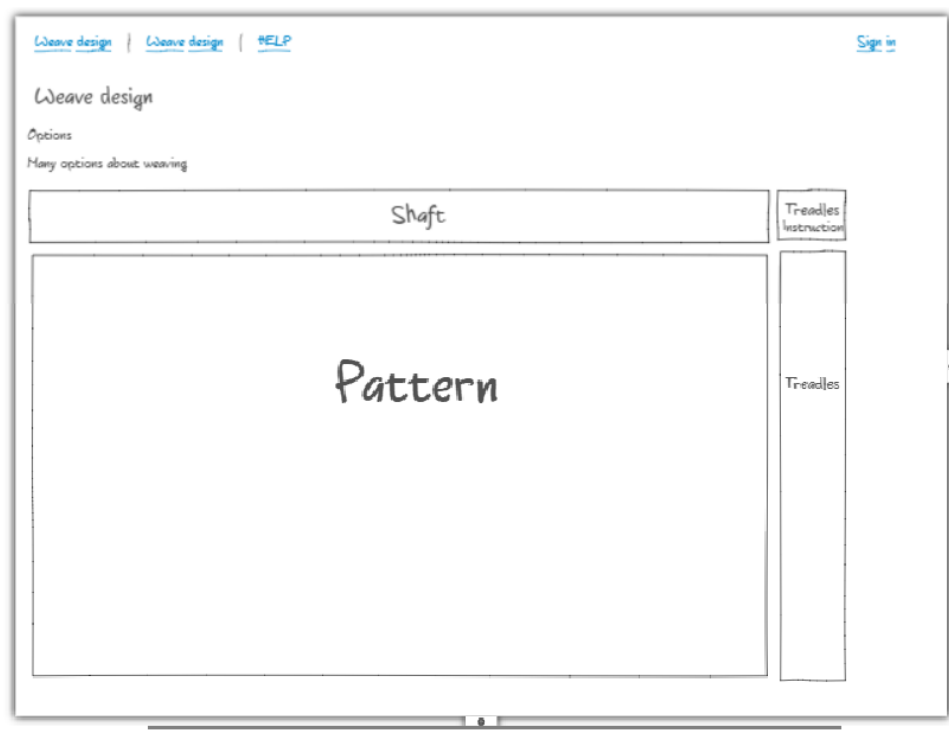 Weave design | Weave design | HELP Sign in
Weave design
Options
Many options about weaving
Shaft
Treadles
Instruction
Pattern
Treadles